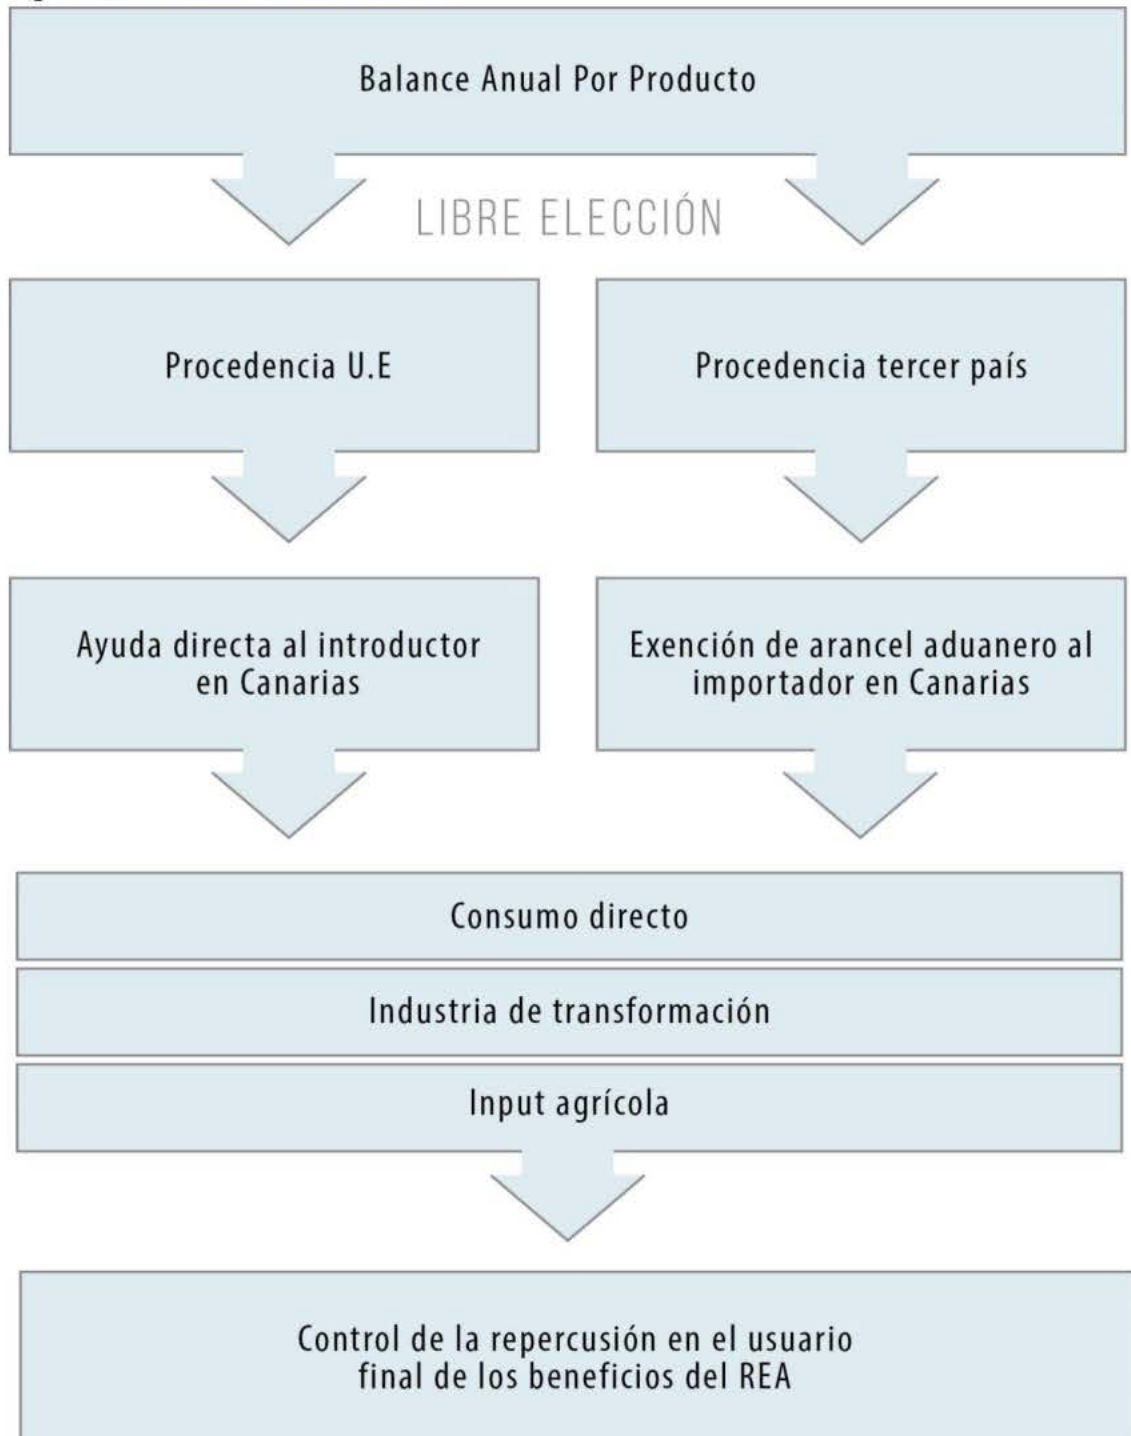 Balance Anual Por Producto
LIBRE ELECCIÓN
Procedencia U.E
Procedencia tercer país
Ayuda directa al introductor
en Canarias
Exención de arancel aduanero al
importador en Canarias
Consumo directo
Industria de transformación
Input agrícola
Control de la repercusión en el usuario
final de los beneficios del REA